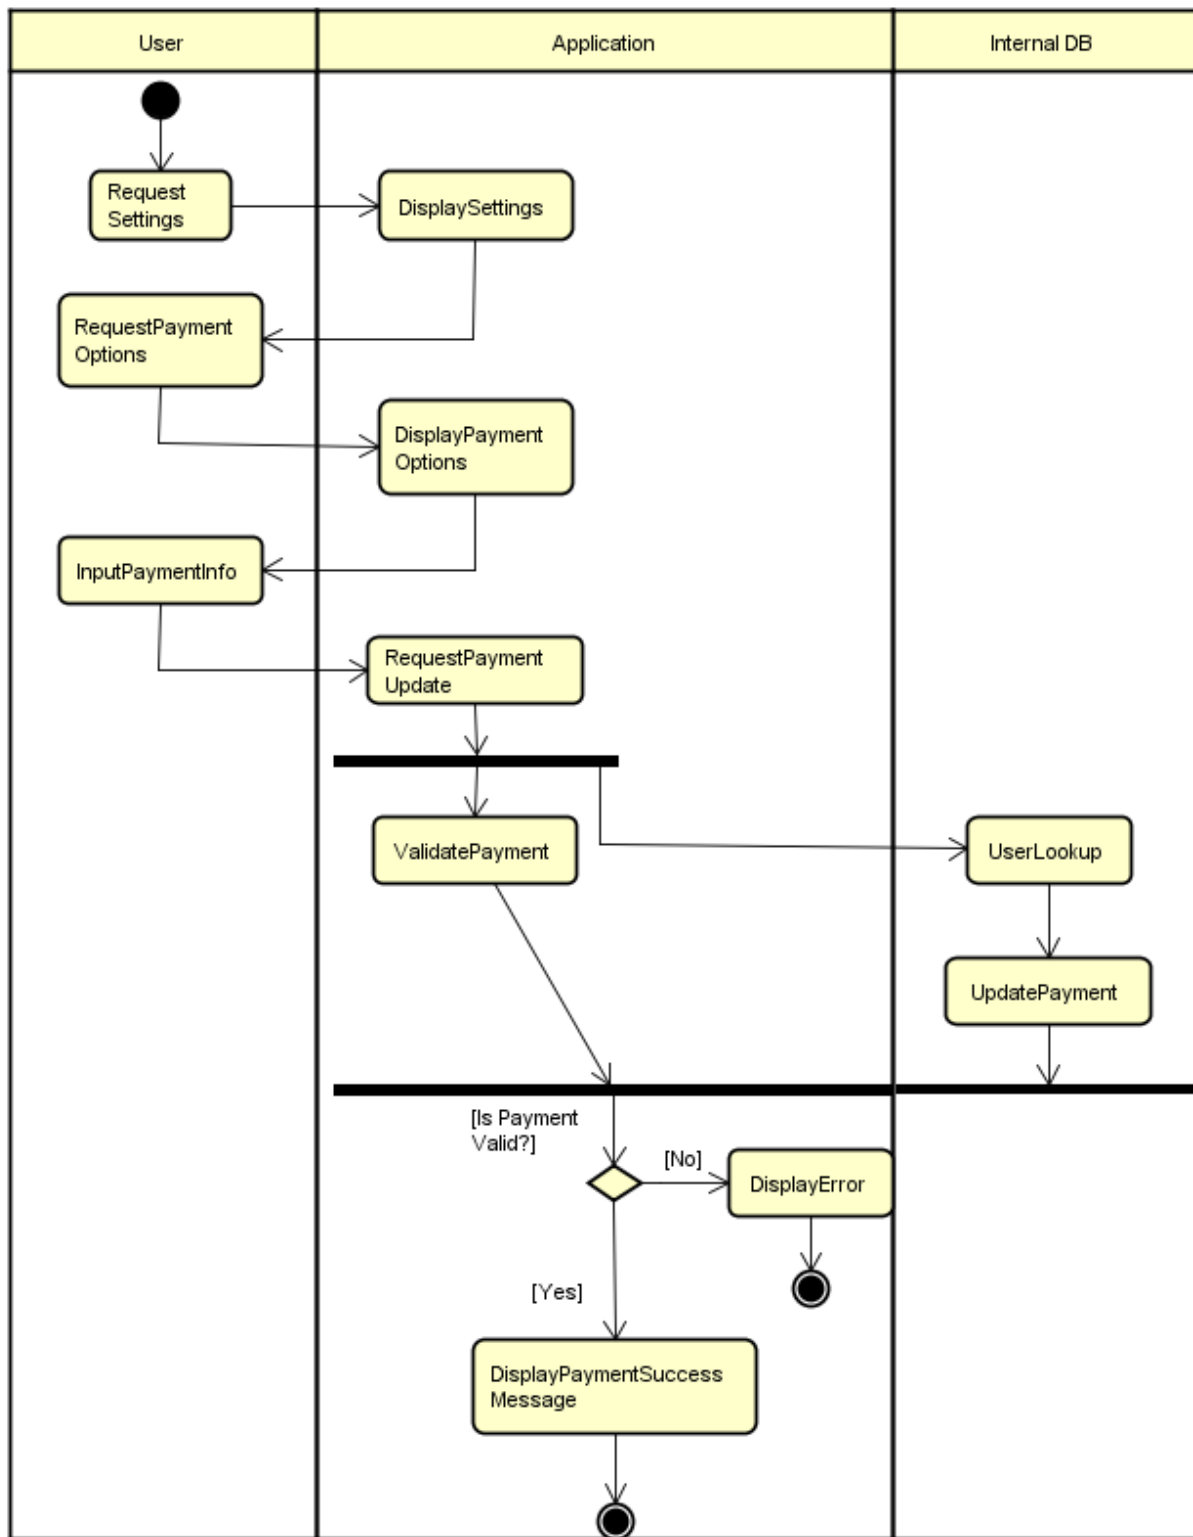 User
Application
Internal DB
Request
Settings
DisplaySettings
RequestPayment
Options
DisplayPayment
Options
InputPaymentInfo
RequestPayment
Update
ValidatePayment
UserLookup
UpdatePayment
[Is Payment
Valid?]
[No]
DisplayError
[Yes]
DisplayPaymentSuccess
Message